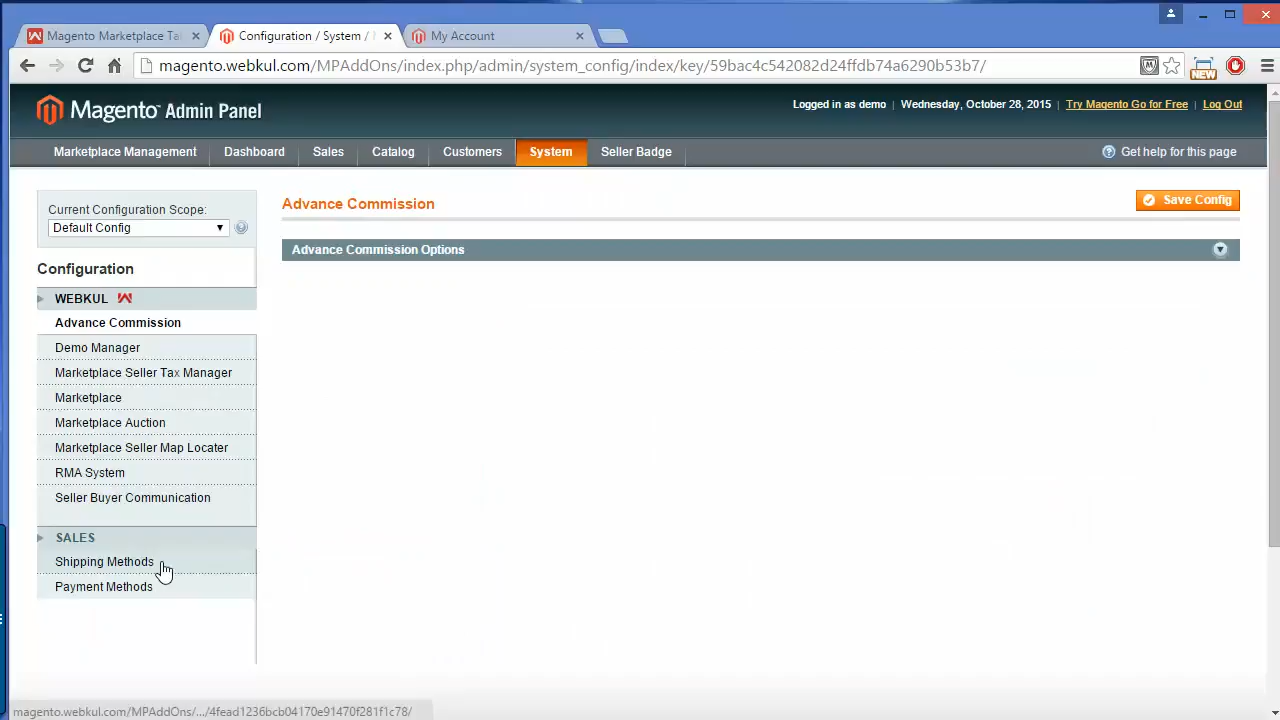 Magento Marketplace Ta
Configuration / System /
My Account
magento.webkul.com/MPAddOns/index.php/admin/system_config/index/key/59bac4c542082d24ffdb74a6290b53b7/
NEW
Magento Admin Panel
Logged in as demo | Wednesday, October 28, 2015 | Try Magento Go for Free | Log Out
Marketplace Management Dashboard Sales Catalog Customers System Seller Badge Get help for this page
Current Configuration Scope:
Default Config
Configuration
WEBKUL
Advance Commission
Demo Manager
Marketplace Seller Tax Manager
Marketplace
Marketplace Auction
Marketplace Seller Map Locater
RMA System
Seller Buyer Communication
SALES
Shipping Methods
Payment Methods
Advance Commission
Save Config
Advance Commission Options
magento.webkul.com/MPAddOns/.../4fead1236bcb04170e91470f281f1c78/